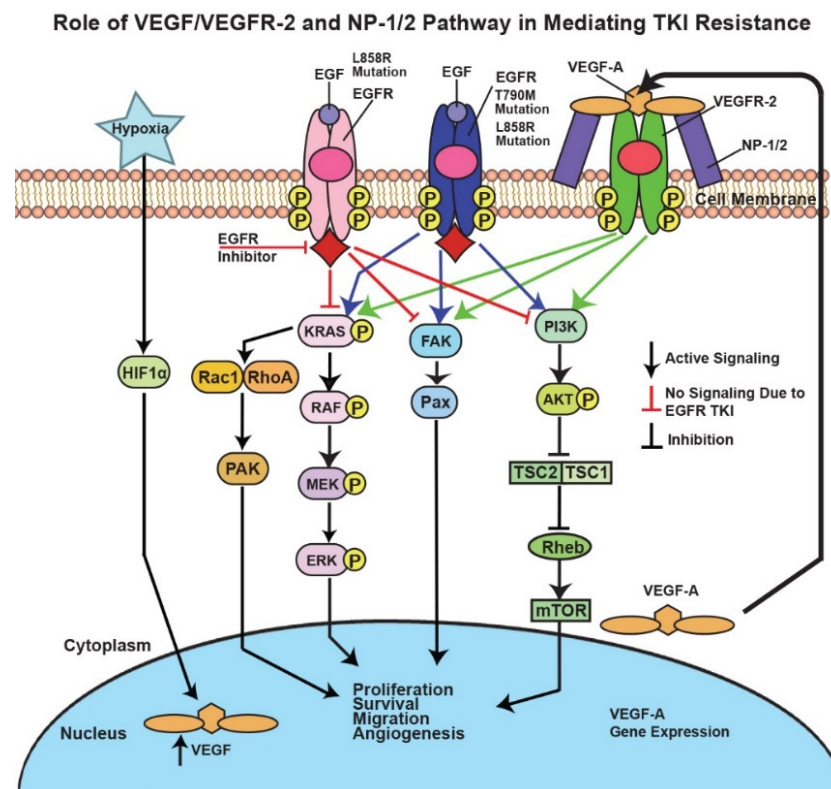 Role of VEGF/VEGFR-2 and NP-1/2 Pathway in Mediating TKI Resistance
Hypoxia
EGF
L858R
Mutation
EGFR
EGF
EGFR
T790M
Mutation
L858R
Mutation
VEGF-A
VEGFR-2
NP-1/2
P
P
P
P
P
P
P
P
P
P
P
P
Cell Membrane
EGFR
Inhibitor
KRAS
P
FAK
PI3K
HIF1α
Rac1
RhoA
RAF
P
Pax
AKT
P
Active Signaling
No Signaling Due to
EGFR TKI
Inhibition
PAK
MEK
P
TSC2
TSC1
ERK
P
Rheb
mTOR
VEGF-A
Cytoplasm
Nucleus
VEGF
Proliferation
Survival
Migration
Angiogenesis
VEGF-A
Gene Expression